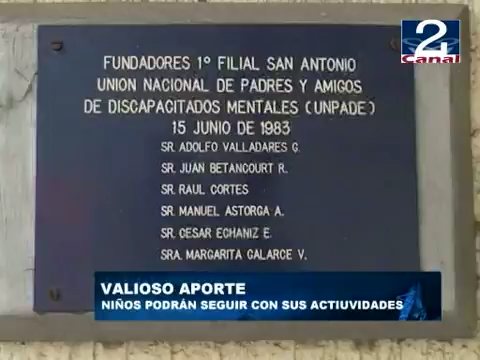 2
Canal
FUNDADORES 1° FILIAL SAN ANTONIO
UNION NACIONAL DE PADRES Y AMIGOS
DE DISCAPACITADOS MENTALES (UNPADE)
15 JUNIO DE 1983
SR. ADOLFO VALLADARES G.
SR. JUAN BETANCOURT R.
SR. RAUL CORTES
SR. MANUEL ASTORGA A.
SR. CESAR ECHANIZ E.
SRA. MARGARITA GALARCE V.
VALIOSO APORTE
NIÑOS PODRÁN SEGUIR CON SUS ACTIUVIDADES